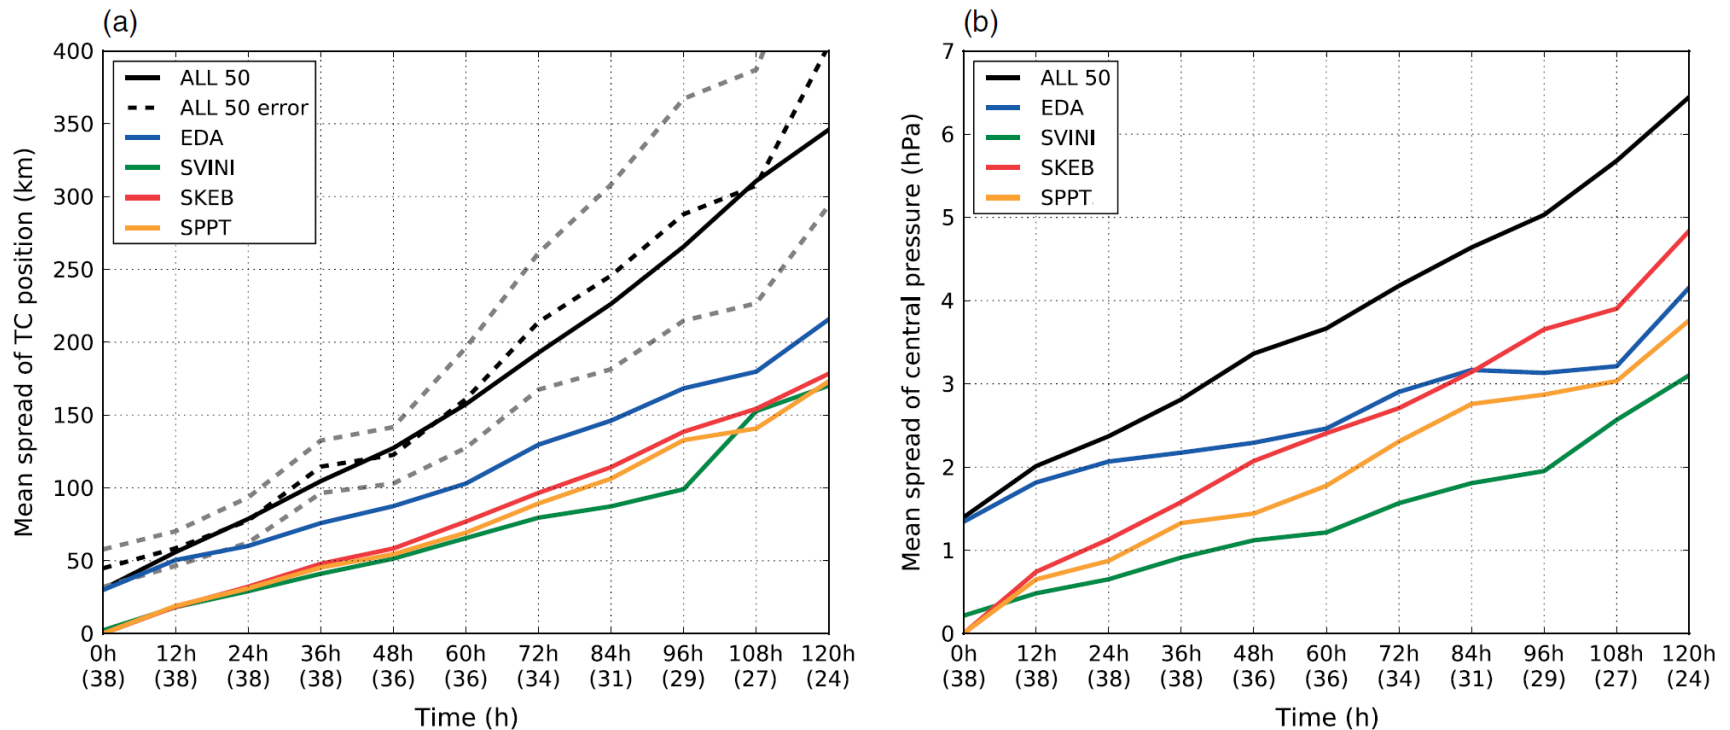 (a)
Mean spread of TC position (km)
400
350
300
250
200
150
100
50
0
ALL 50
ALL 50 error
EDA
SVINI
SKEB
SPPT
0h 12h 24h 36h 48h 60h 72h 84h 96h 108h 120h
(38) (38) (38) (38) (36) (36) (34) (31) (29) (27) (24)
Time (h)
(b)
Mean spread of central pressure (hPa)
7
6
5
4
3
2
1
0
ALL 50
EDA
SVINI
SKEB
SPPT
0h 12h 24h 36h 48h 60h 72h 84h 96h 108h 120h
(38) (38) (38) (38) (36) (36) (34) (31) (29) (27) (24)
Time (h)